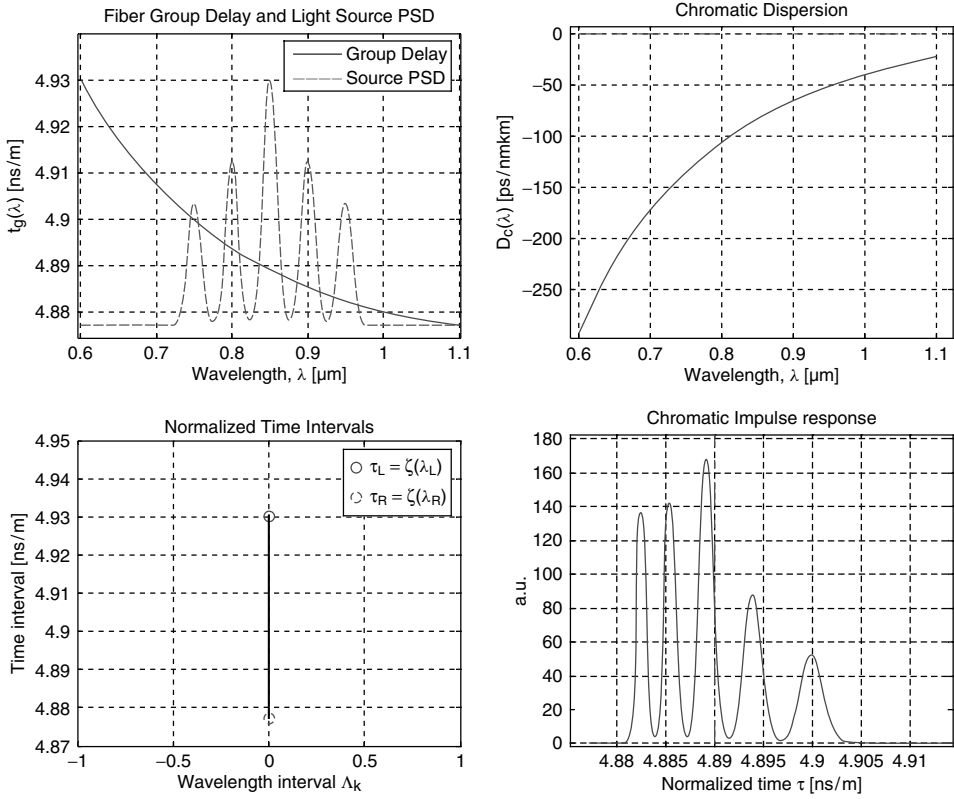 Fiber Group Delay and Light Source PSD
Group Delay
Source PSD
t_g(λ) [ns/m]
4.93
4.92
4.91
4.9
4.89
4.88
0.6 0.7 0.8 0.9 1 1.1
Wavelength, λ [μm]
Chromatic Dispersion
D_c(λ) [ps/nmkm]
0
−50
−100
−150
−200
−250
0.6 0.7 0.8 0.9 1 1.1
Wavelength, λ [μm]
Normalized Time Intervals
τ_L = ζ(λ_L)
τ_R = ζ(λ_R)
Time interval [ns/m]
4.95
4.94
4.93
4.92
4.91
4.9
4.89
4.88
4.87
−1 −0.5 0 0.5 1
Wavelength interval Λ_k
Chromatic Impulse response
a.u.
180
160
140
120
100
80
60
40
20
0
4.88 4.885 4.89 4.895 4.9 4.905 4.91
Normalized time τ [ns/m]